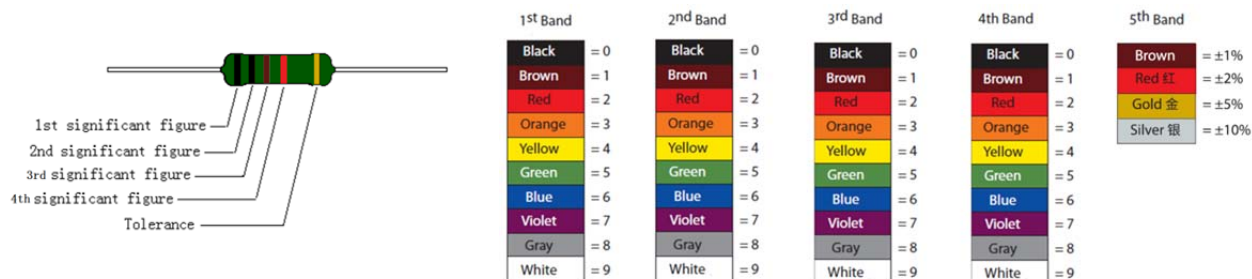 1st significant figure
2nd significant figure
3rd significant figure
4th significant figure
Tolerance
1st Band
Black = 0
Brown = 1
Red = 2
Orange = 3
Yellow = 4
Green = 5
Blue = 6
Violet = 7
Gray = 8
White = 9
2nd Band
Black = 0
Brown = 1
Red = 2
Orange = 3
Yellow = 4
Green = 5
Blue = 6
Violet = 7
Gray = 8
White = 9
3rd Band
Black = 0
Brown = 1
Red = 2
Orange = 3
Yellow = 4
Green = 5
Blue = 6
Violet = 7
Gray = 8
White = 9
4th Band
Black = 0
Brown = 1
Red = 2
Orange = 3
Yellow = 4
Green = 5
Blue = 6
Violet = 7
Gray = 8
White = 9
5th Band
Brown = ±1%
Red 红 = ±2%
Gold 金 = ±5%
Silver 银 = ±10%